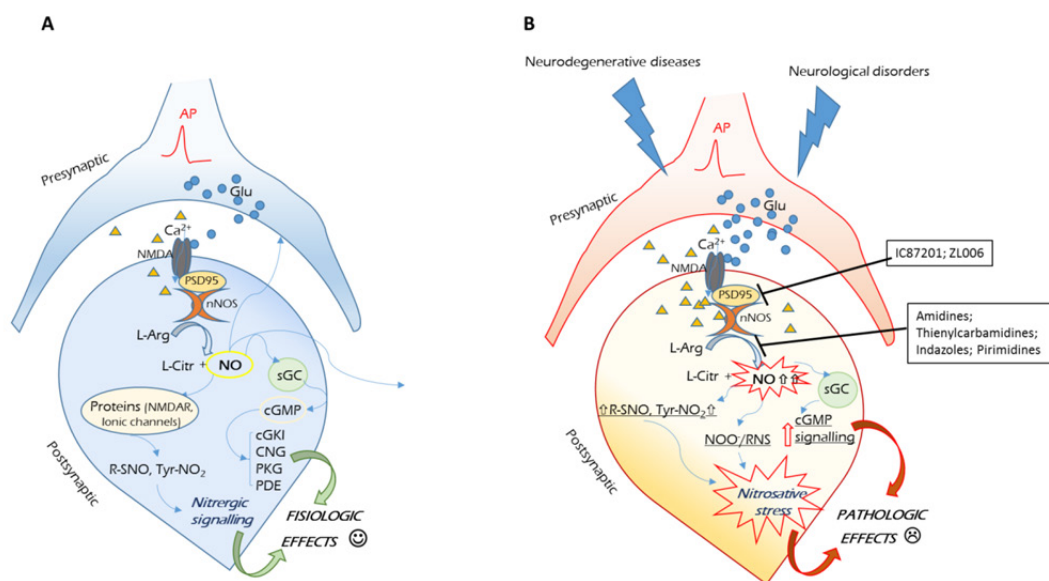 A
AP
Presynaptic
Glu
Ca²⁺
NMDA
PSD95
nNOS
L-Arg
L-Citr + NO
sGC
Proteins (NMDAR,
Ionic channels)
cGMP
cGKI
CNG
PKG
PDE
R-SNO, Tyr-NO₂
Postsynaptic
Nitrergic
signalling
FISIOLOGIC
EFFECTS ☺
B
Neurodegenerative diseases
Neurological disorders
AP
Presynaptic
Glu
Ca²⁺
NMDA
PSD95
nNOS
IC87201; ZL006
Amidines;
Thienylcarbamidines;
Indazoles; Pirimidines
L-Arg
L-Citr + NO ⇧⇧
sGC
⇧R-SNO, Tyr-NO₂⇧
NOO⁻/RNS
⇧ cGMP
signalling
Postsynaptic
Nitrosative
stress
PATHOLOGIC
EFFECTS ☹